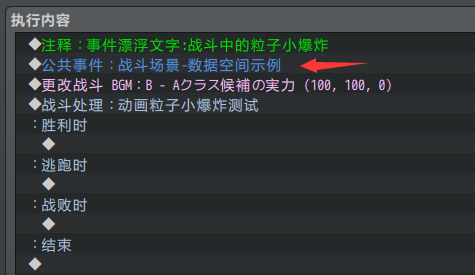 执行内容
◆注释：事件漂浮文字:战斗中的粒子小爆炸
◆公共事件：战斗场景-数据空间示例
◆更改战斗 BGM：B - Aクラス候補の実力 (100, 100, 0)
◆战斗处理：动画粒子小爆炸测试
：胜利时
◆
：逃跑时
◆
：战败时
◆
：结束
◆